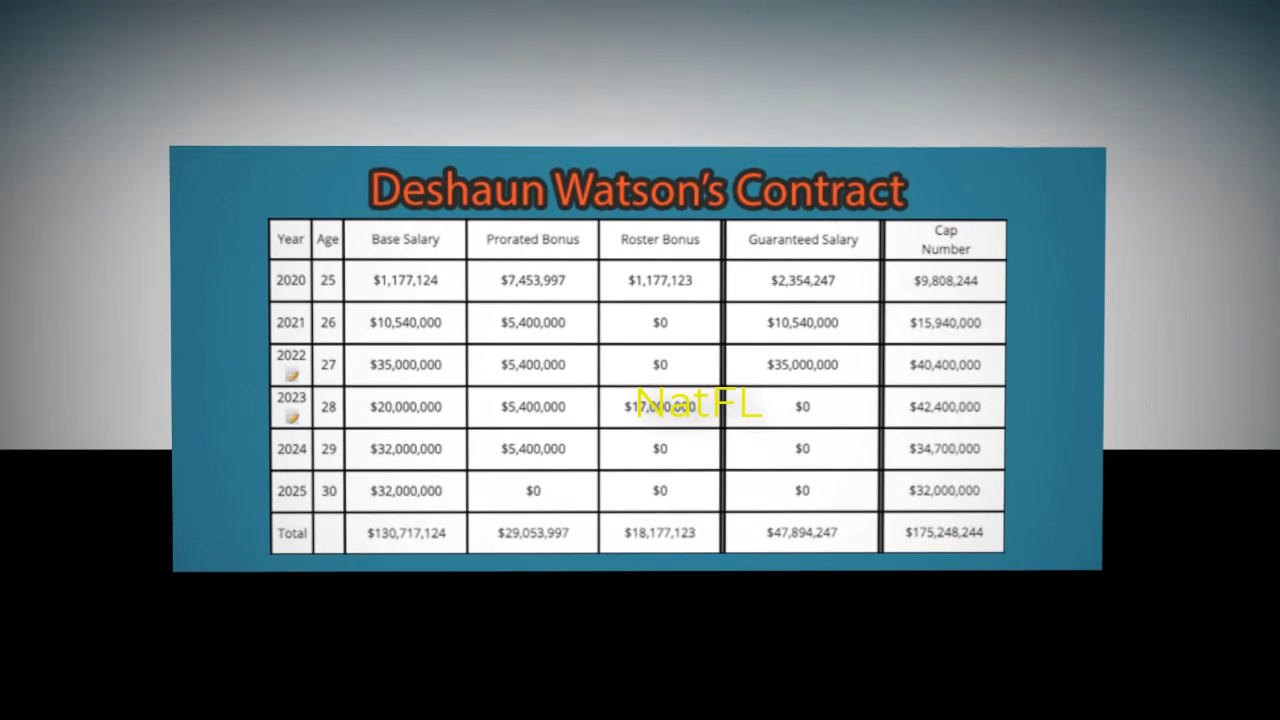 Deshaun Watson's Contract
Year Age Base Salary Prorated Bonus Roster Bonus Guaranteed Salary Cap Number
2020 25 $1,177,124 $7,453,997 $1,177,123 $2,354,247 $9,808,244
2021 26 $10,540,000 $5,400,000 $0 $10,540,000 $15,940,000
2022 27 $35,000,000 $5,400,000 $0 $35,000,000 $40,400,000
2023 28 $20,000,000 $5,400,000 $17,000,000 $0 $42,400,000
NatFL
2024 29 $32,000,000 $5,400,000 $0 $0 $34,700,000
2025 30 $32,000,000 $0 $0 $0 $32,000,000
Total $130,717,124 $29,053,997 $18,177,123 $47,894,247 $175,248,244